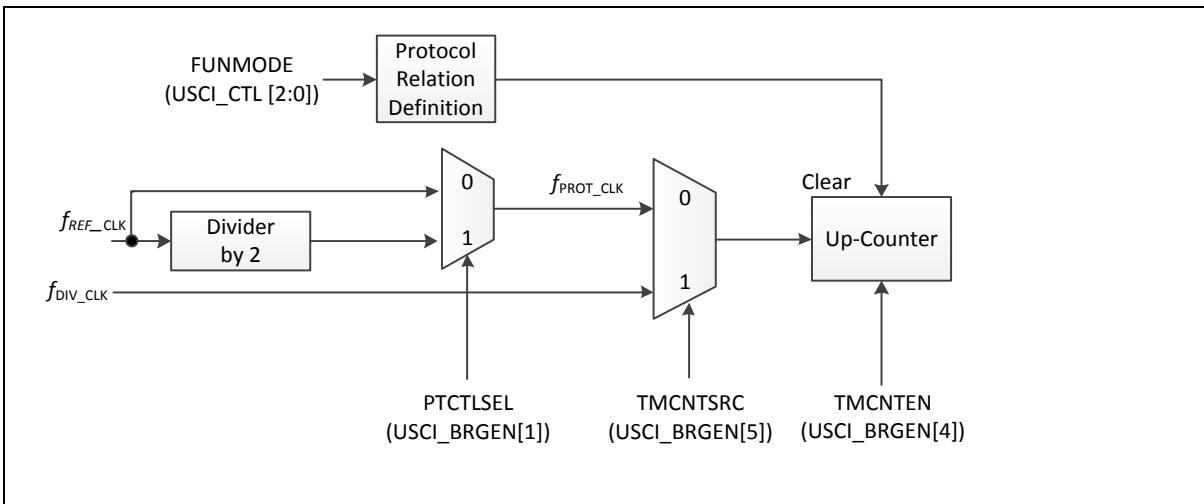 FUNMODE
(USCI_CTL [2:0])
Protocol
Relation
Definition
0
1
fREF_CLK
Divider
by 2
fPROT_CLK
0
1
Clear
Up-Counter
fDIV_CLK
PTCTLSEL
(USCI_BRGEN[1])
TMCNTSRC
(USCI_BRGEN[5])
TMCNTEN
(USCI_BRGEN[4])